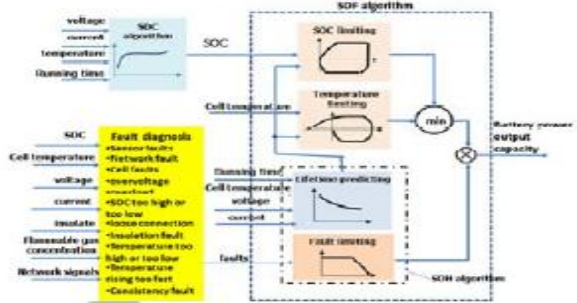 SOF algorithm
voltage
current
temperature
Running time
SOC
algorithm
SOC
SOC limiting
Cell temperature
Temperature
limiting
min
Battery power
output
capacity
SOC
Cell temperature
voltage
current
insulate
Flammable gas
concentration
Network signals
Fault diagnosis
•Sensor faults
•Network fault
•Cell faults
•overvoltage
•SOC too high or
too low
•loose connection
•Insulation fault
•Temperature too
high or too low
•Temperature
rising too fast
•Consistency fault
Running time
Cell temperature
voltage
current
Lifetime predicting
faults
Fault limiting
SOH algorithm